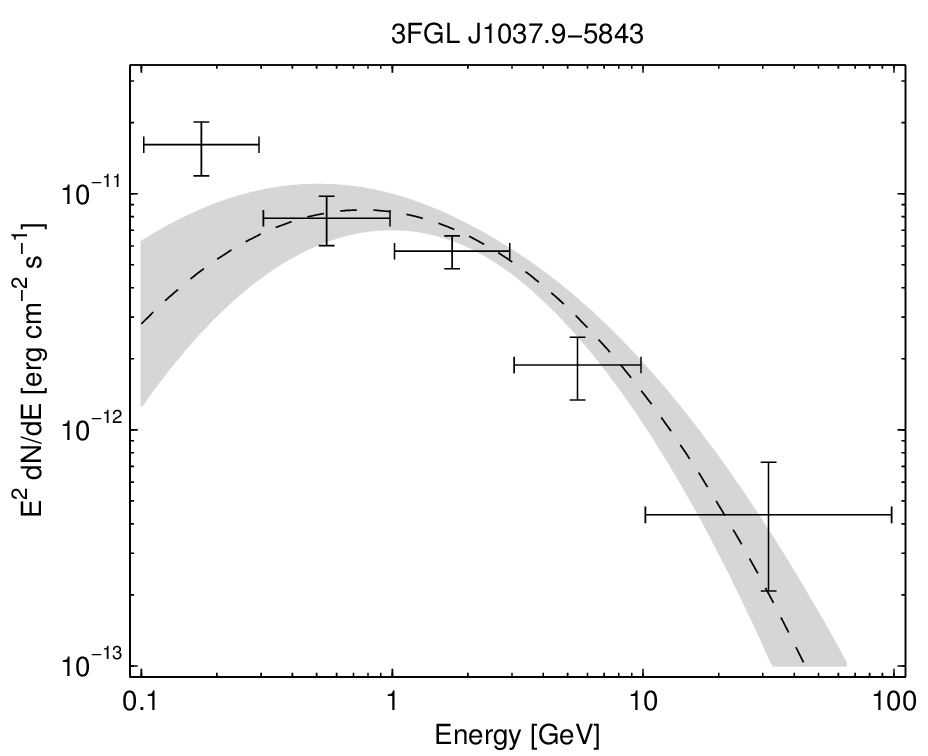 3FGL J1037.9−5843
E² dN/dE [erg cm⁻² s⁻¹]
10⁻¹¹
10⁻¹²
10⁻¹³
0.1 1 10 100
Energy [GeV]